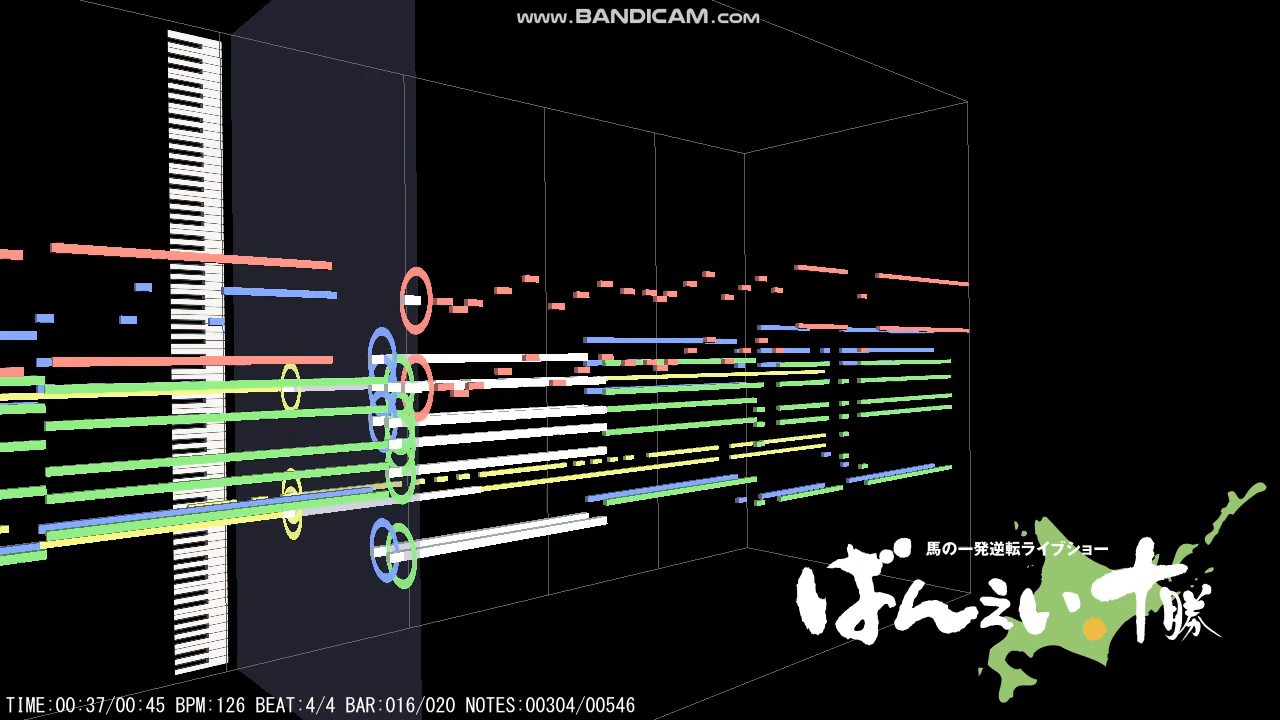 www.BANDICAM.com
馬の一発逆転ライブショー
ばんえい十勝
TIME:00:37/00:45 BPM:126 BEAT:4/4 BAR:016/020 NOTES:00304/00546